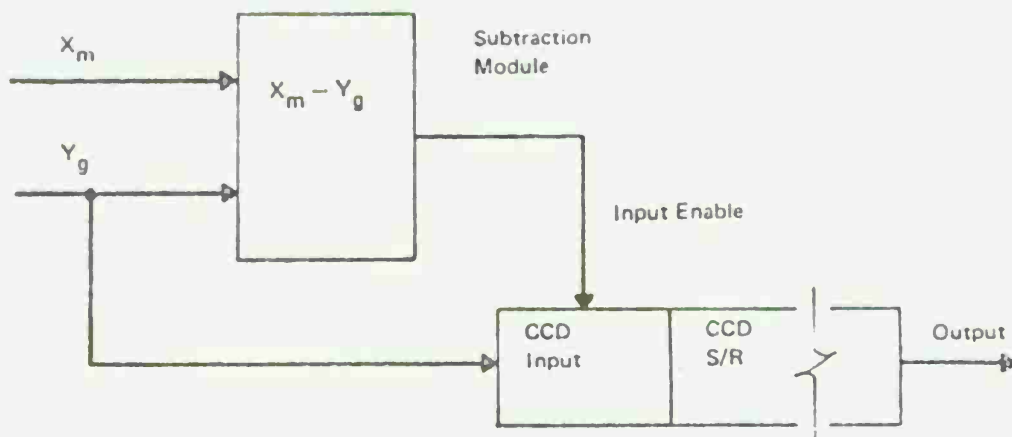 X_m
Subtraction
Module
X_m – Y_g
Y_g
Input Enable
CCD
Input
CCD
S/R
Output